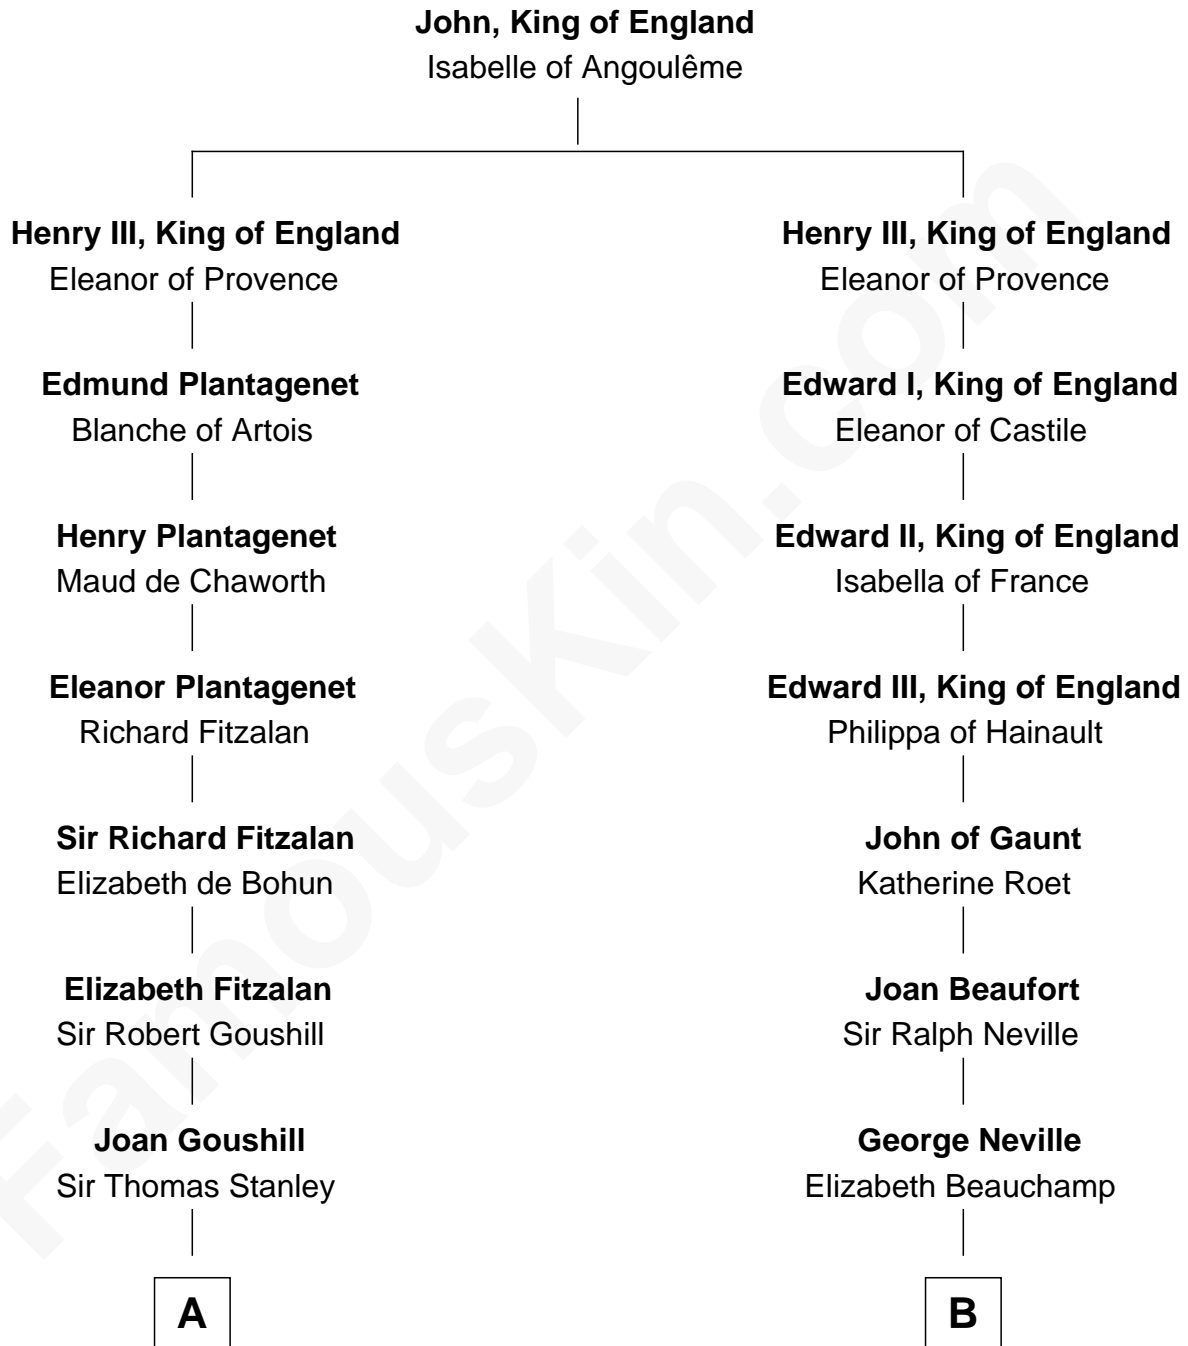 John, King of England
Isabelle of Angoulême
Henry III, King of England
Eleanor of Provence
Henry III, King of England
Eleanor of Provence
Edmund Plantagenet
Blanche of Artois
Edward I, King of England
Eleanor of Castile
Henry Plantagenet
Maud de Chaworth
Edward II, King of England
Isabella of France
Eleanor Plantagenet
Richard Fitzalan
Edward III, King of England
Philippa of Hainault
Sir Richard Fitzalan
Elizabeth de Bohun
John of Gaunt
Katherine Roet
Elizabeth Fitzalan
Sir Robert Goushill
Joan Beaufort
Sir Ralph Neville
Joan Goushill
Sir Thomas Stanley
George Neville
Elizabeth Beauchamp
A
B
FamousKin.com